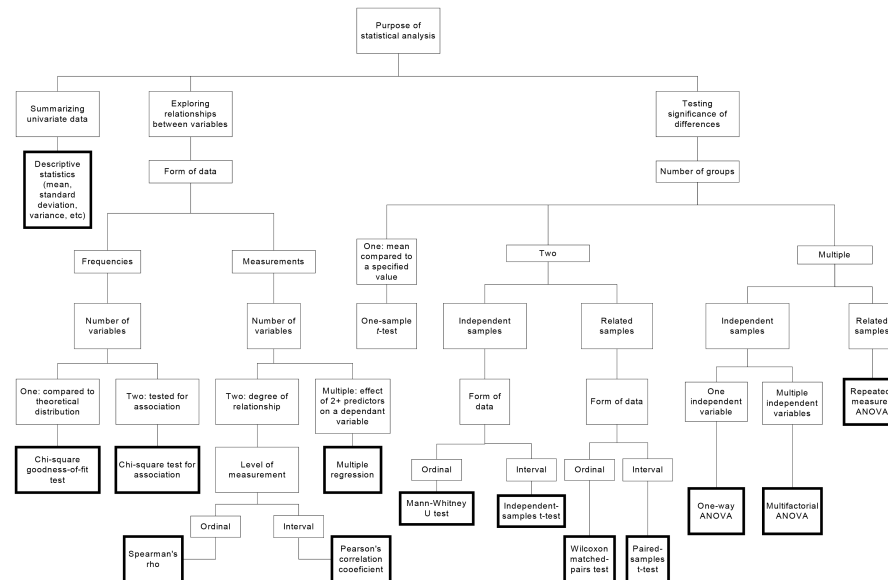 Purpose of
statistical analysis
Summarizing
univariate data
Exploring
relationships
between variables
Testing
significance of
differences
Descriptive
statistics
(mean,
standard
deviation,
variance, etc)
Form of data
Number of groups
Frequencies
Measurements
One: mean
compared to
a specified
value
Two
Multiple
Number of
variables
Number of
variables
One-sample
t-test
Independent
samples
Related
samples
Independent
samples
Related
samples
One: compared to
theoretical
distribution
Two: tested for
association
Two: degree of
relationship
Multiple: effect
of 2+ predictors
on a dependant
variable
Form of
data
Form of data
One
independent
variable
Multiple
independent
variables
Repeated
measures
ANOVA
Chi-square
goodness-of-fit
test
Chi-square test for
association
Level of
measurement
Multiple
regression
Ordinal
Interval
Ordinal
Interval
Mann-Whitney
U test
Independent-
samples t-test
One-way
ANOVA
Multifactorial
ANOVA
Ordinal
Interval
Spearman's
rho
Pearson's
correlation
cooeficient
Wilcoxon
matched-
pairs test
Paired-
samples
t-test